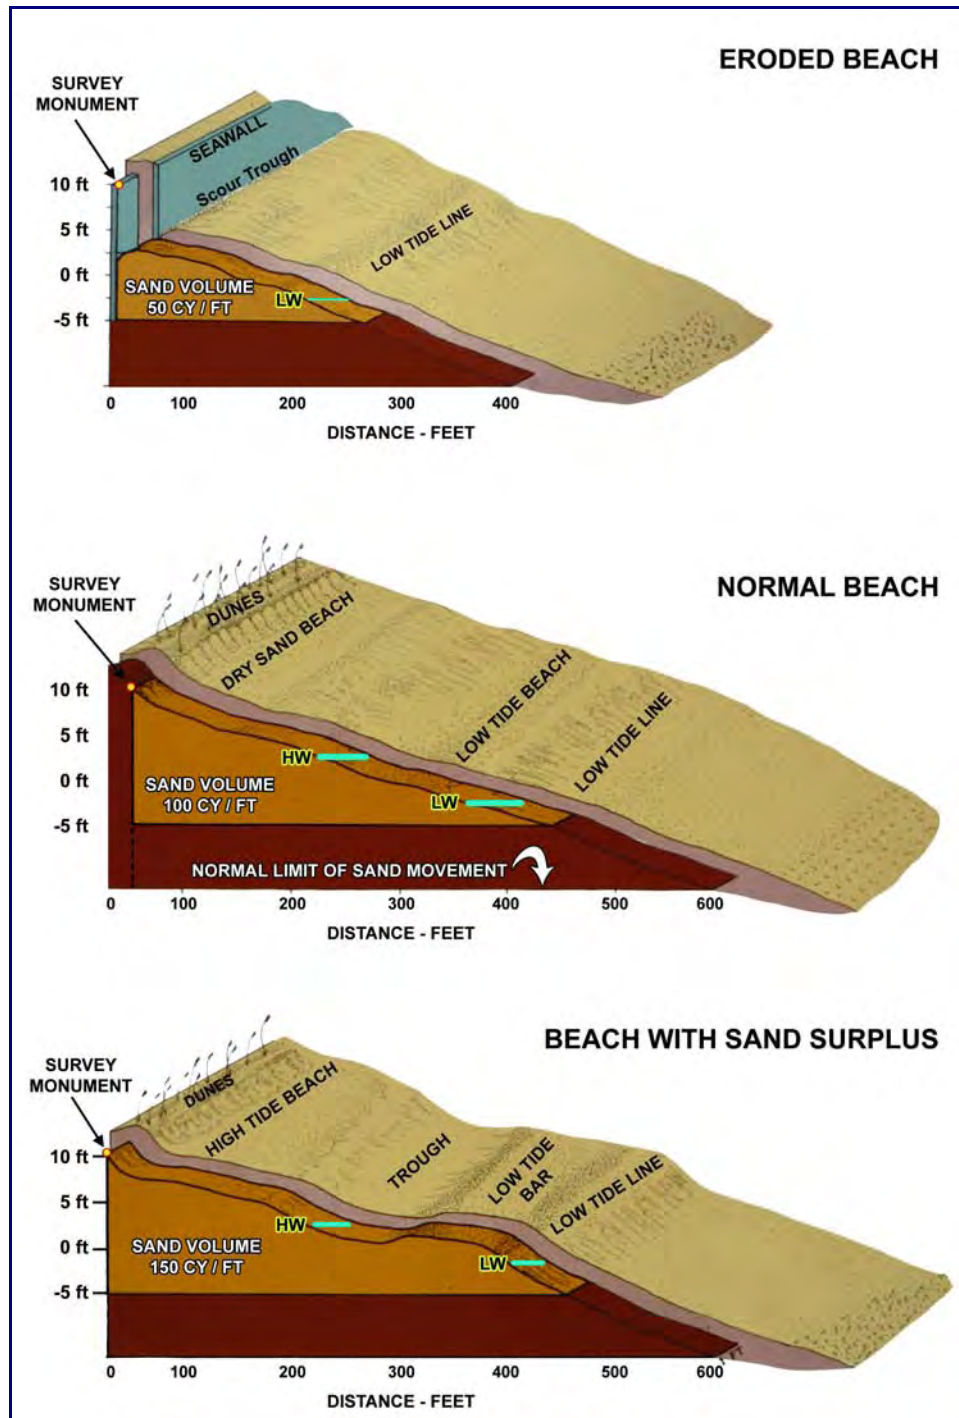 ERODED BEACH
SURVEY
MONUMENT
SEAWALL
Scour Trough
LOW TIDE LINE
10 ft
5 ft
0 ft
-5 ft
SAND VOLUME
50 CY / FT
LW
0 100 200 300 400
DISTANCE - FEET
NORMAL BEACH
SURVEY
MONUMENT
DUNES
DRY SAND BEACH
LOW TIDE BEACH
LOW TIDE LINE
10 ft
5 ft
0 ft
-5 ft
HW
SAND VOLUME
100 CY / FT
LW
NORMAL LIMIT OF SAND MOVEMENT
0 100 200 300 400 500 600
DISTANCE - FEET
BEACH WITH SAND SURPLUS
SURVEY
MONUMENT
DUNES
HIGH TIDE BEACH
TROUGH
LOW TIDE
BAR
LOW TIDE LINE
10 ft
5 ft
0 ft
-5 ft
HW
SAND VOLUME
150 CY / FT
LW
0 100 200 300 400 500 600
DISTANCE - FEET